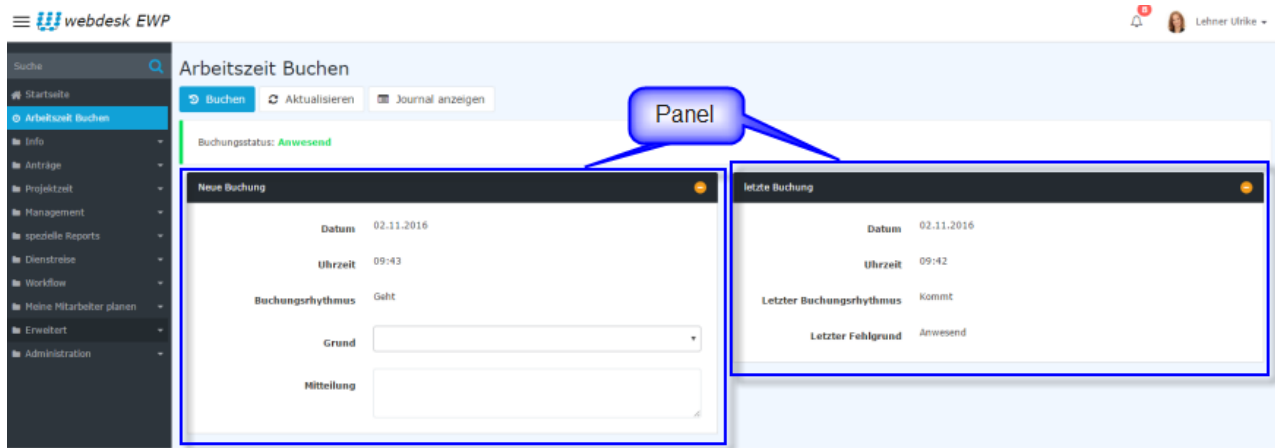 webdesk EWP
8
Lehner Ulrike
Suche
Startseite
Arbeitszeit Buchen
Info
Anträge
Projektzeit
Management
spezielle Reports
Dienstreise
Workflow
Meine Mitarbeiter planen
Erweitert
Administration
Arbeitszeit Buchen
Buchen Aktualisieren Journal anzeigen
Panel
Buchungsstatus: Anwesend
Neue Buchung
Datum 02.11.2016
Uhrzeit 09:43
Buchungsrhythmus Geht
Grund
Mitteilung
letzte Buchung
Datum 02.11.2016
Uhrzeit 09:42
Letzter Buchungsrhythmus Kommt
Letzter Fehlgrund Anwesend